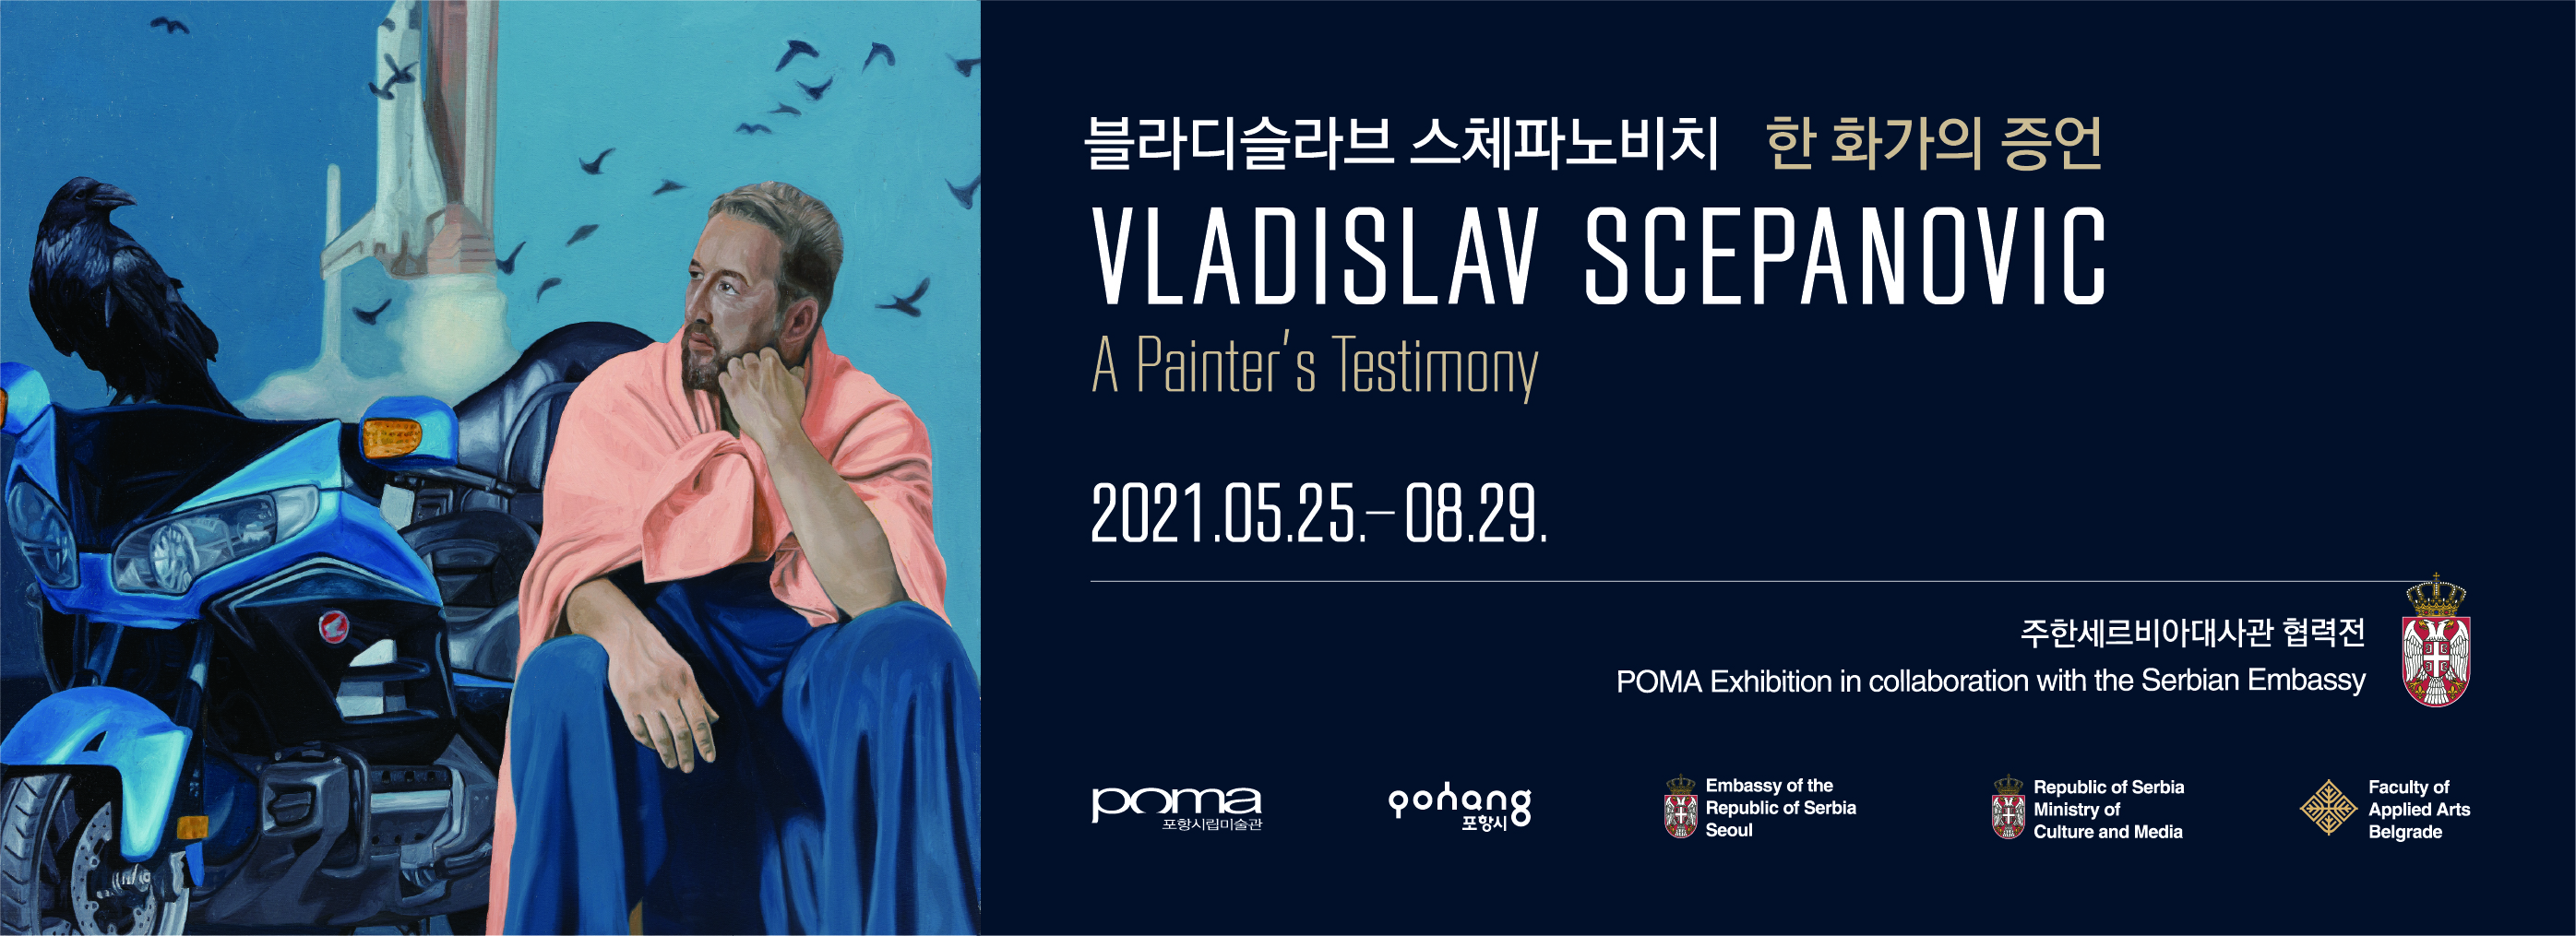 블라디슬라브 스체파노비치 한 화가의 증언
VLADISLAV SCEPANOVIC
A Painter's Testimony
2021.05.25.–08.29.
주한세르비아대사관 협력전
POMA Exhibition in collaboration with the Serbian Embassy
poma
포항시립미술관
pohang
포항시
Embassy of the
Republic of Serbia
Seoul
Republic of Serbia
Ministry of
Culture and Media
Faculty of
Applied Arts
Belgrade